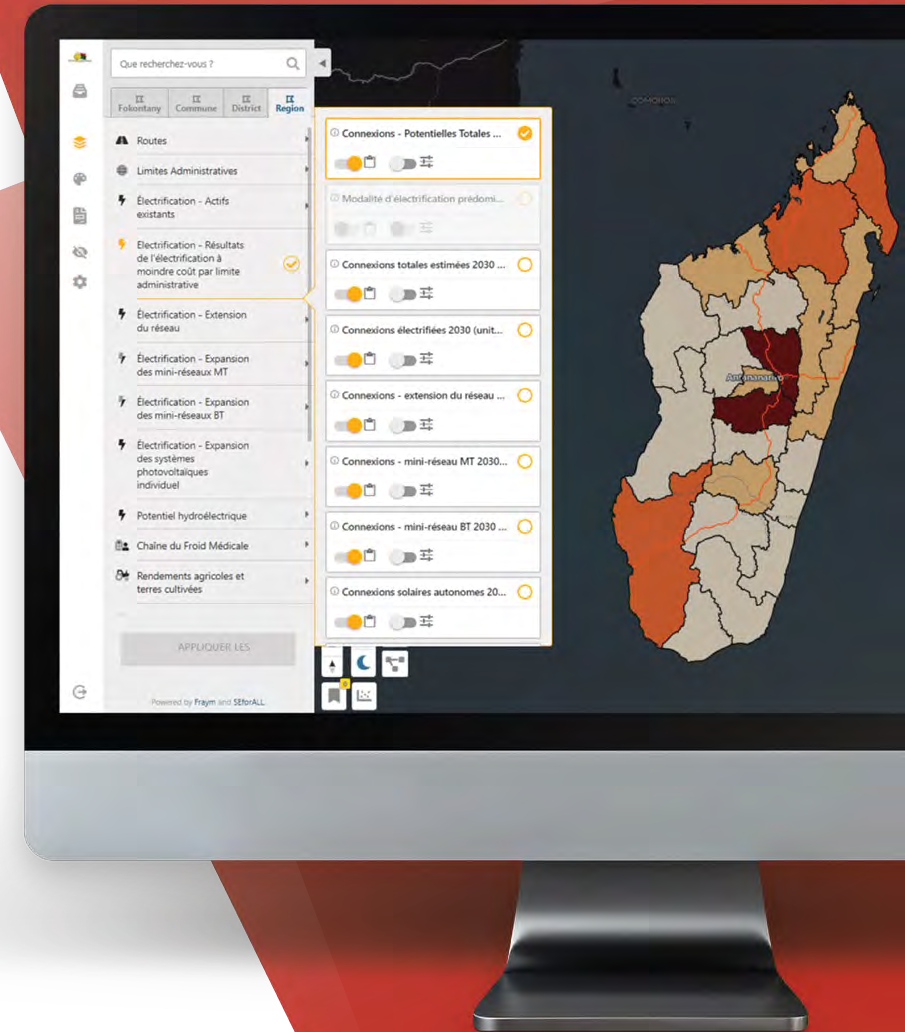 Que recherchez-vous ?
Fokontany
Commune
District
Region
Routes
Limites Administratives
Électrification - Actifs
existants
Electrification - Résultats
de l'électrification à
moindre coût par limite
administrative
Électrification - Extension
du réseau
Électrification - Expansion
des mini-réseaux MT
Électrification - Expansion
des mini-réseaux BT
Électrification - Expansion
des systèmes
photovoltaïques
individuel
Potentiel hydroélectrique
Chaîne du Froid Médicale
Rendements agricoles et
terres cultivées
APPLIQUER LES
Powered by Fraym and SEforALL
Connexions - Potentielles Totales ...
Modalité d'électrification prédomi...
Connexions totales estimées 2030 ...
Connexions électrifiées 2030 (unit...
Connexions - extension du réseau ...
Connexions - mini-réseau MT 2030...
Connexions - mini-réseau BT 2030 ...
Connexions solaires autonomes 20...
COMOROS
Antananarivo